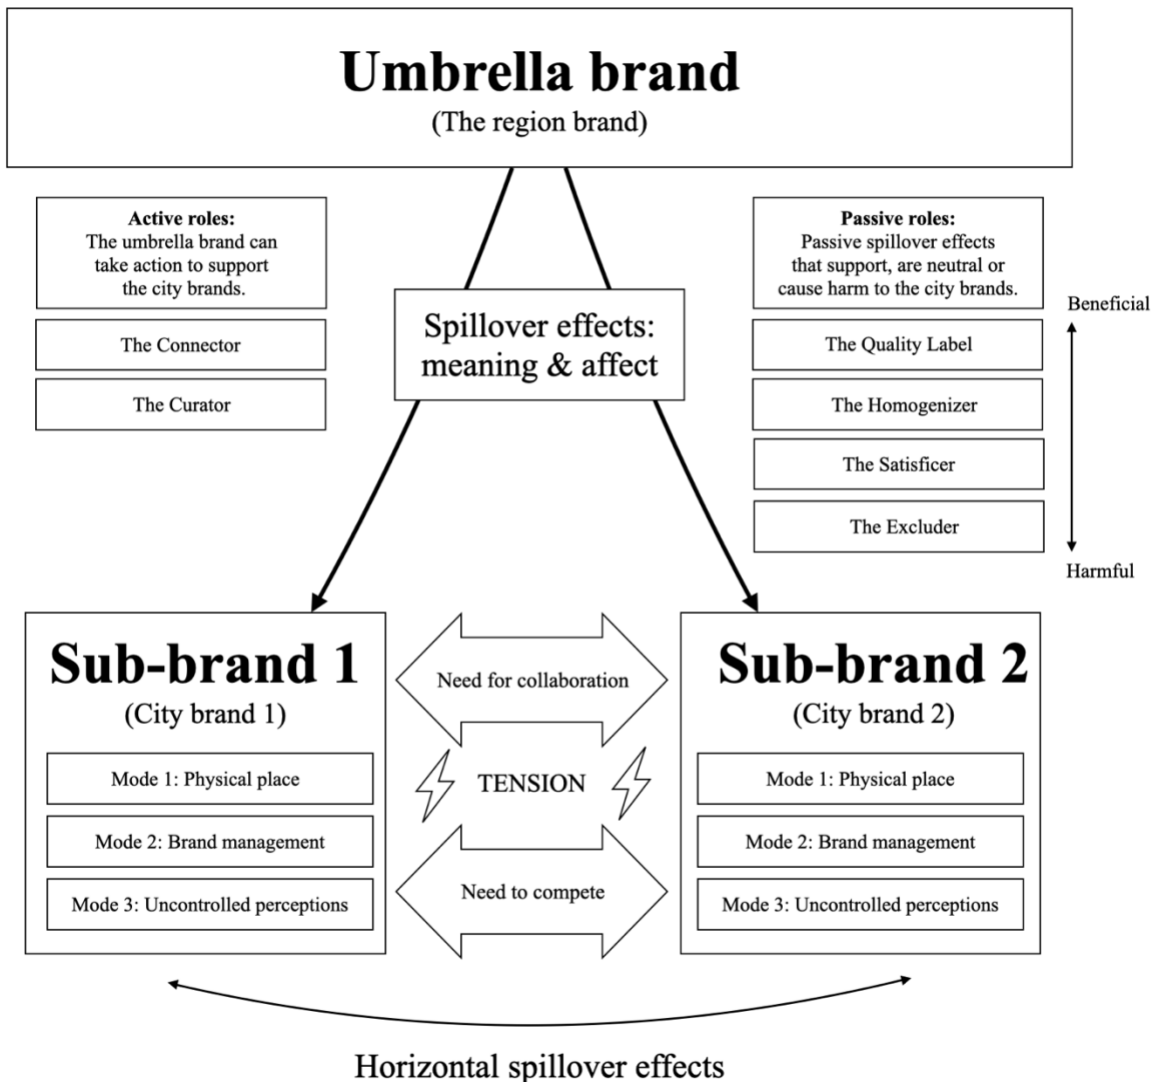 Umbrella brand
(The region brand)
Active roles:
The umbrella brand can
take action to support
the city brands.
The Connector
The Curator
Spillover effects:
meaning & affect
Passive roles:
Passive spillover effects
that support, are neutral or
cause harm to the city brands.
The Quality Label
The Homogenizer
The Satisficer
The Excluder
Beneficial
Harmful
Sub-brand 1
(City brand 1)
Mode 1: Physical place
Mode 2: Brand management
Mode 3: Uncontrolled perceptions
Need for collaboration
TENSION
Need to compete
Sub-brand 2
(City brand 2)
Mode 1: Physical place
Mode 2: Brand management
Mode 3: Uncontrolled perceptions
Horizontal spillover effects